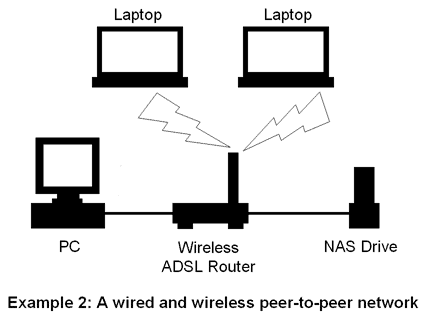 Laptop
Laptop
PC
Wireless
ADSL Router
NAS Drive
Example 2: A wired and wireless peer-to-peer network